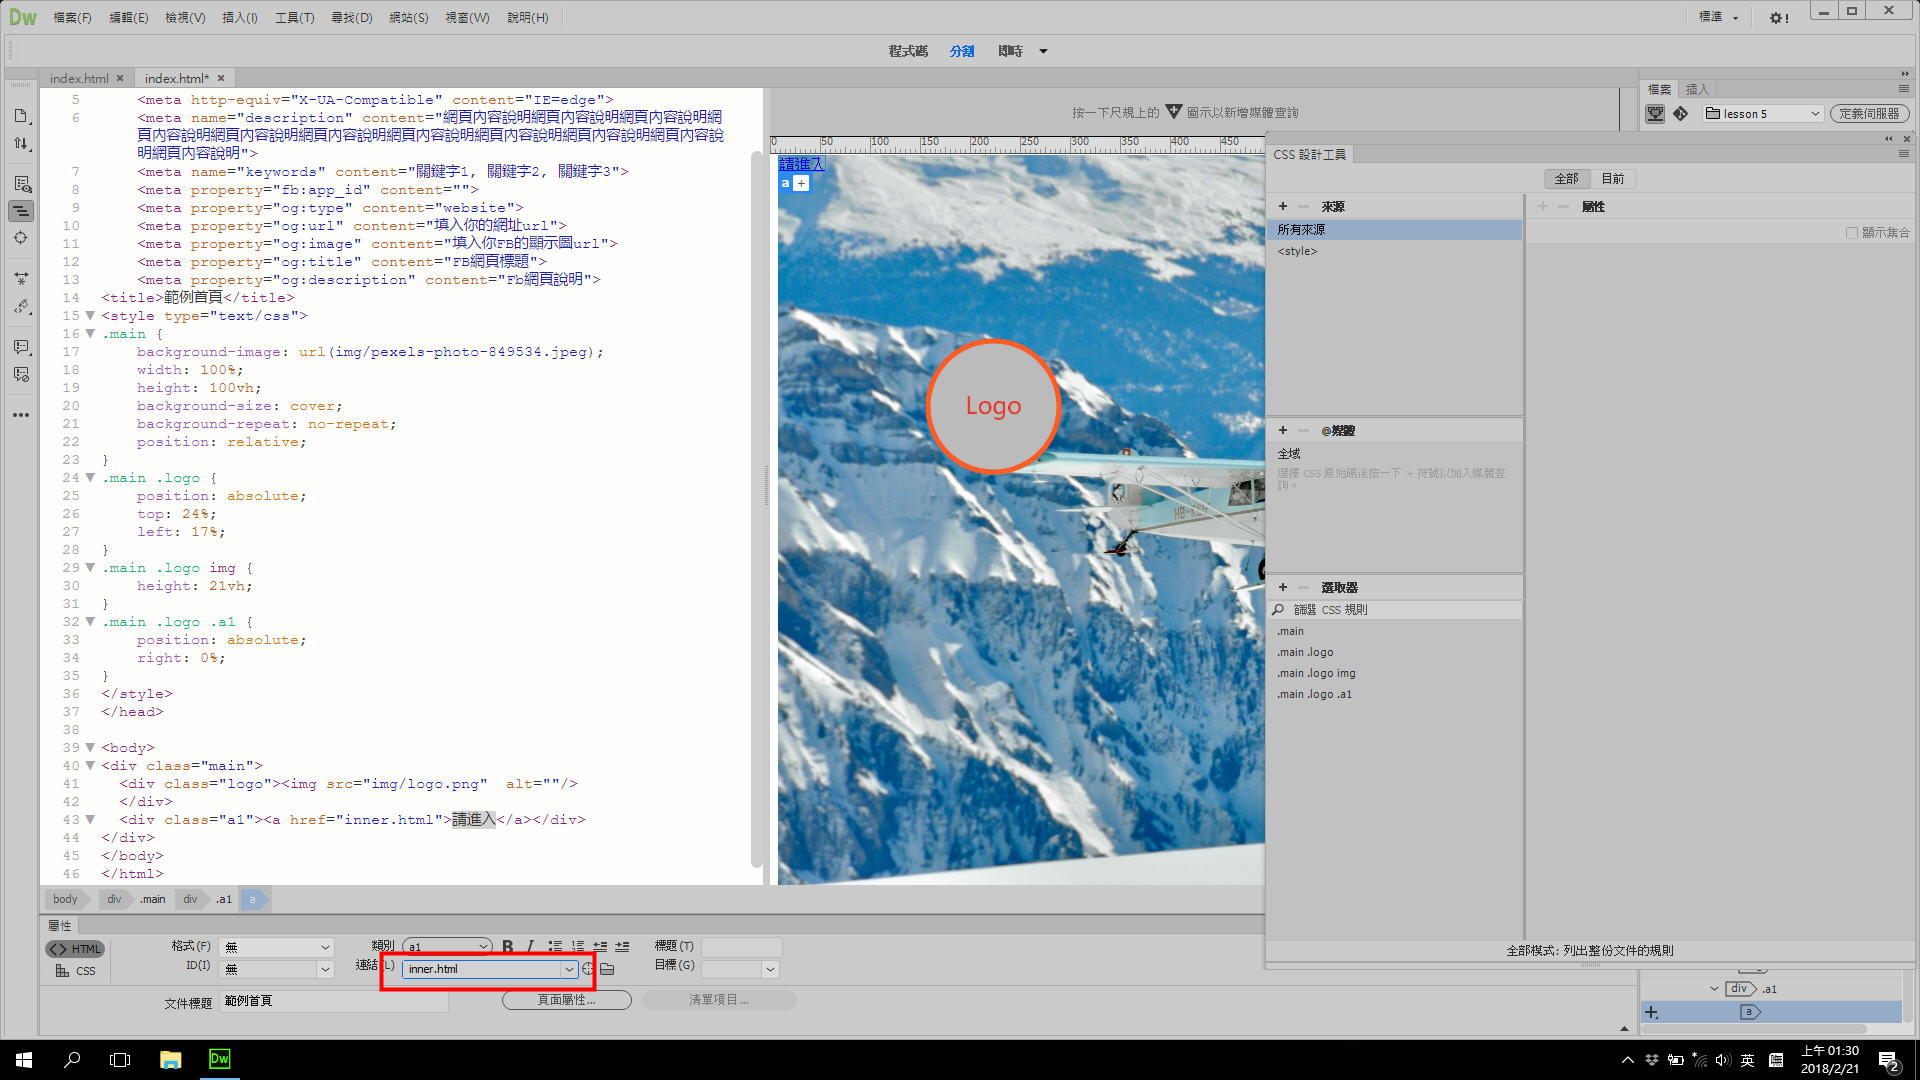 Dw 檔案(F) 編輯(E) 檢視(V) 插入(I) 工具(T) 尋找(D) 網站(S) 視窗(W) 說明(H) 標準
程式碼 分割 即時
index.html × index.html* ×
檔案 插入
按一下尺規上的 圖示以新增媒體查詢
lesson 5 定義伺服器
0 50 100 150 200 250 300 350 400 450
5 <meta http-equiv="X-UA-Compatible" content="IE=edge">
6 <meta name="description" content="網頁內容說明網頁內容說明網頁內容說明網
頁內容說明網頁內容說明網頁內容說明網頁內容說明網頁內容說明網頁內容說明網頁內容說
明網頁內容說明">
7 <meta name="keywords" content="關鍵字1, 關鍵字2, 關鍵字3">
8 <meta property="fb:app_id" content="">
9 <meta property="og:type" content="website">
10 <meta property="og:url" content="填入你的網址url">
11 <meta property="og:image" content="填入你FB的顯示圖url">
12 <meta property="og:title" content="FB網頁標題">
13 <meta property="og:description" content="Fb網頁說明">
14 <title>範例首頁</title>
15 <style type="text/css">
16 .main {
17 background-image: url(img/pexels-photo-849534.jpeg);
18 width: 100%;
19 height: 100vh;
20 background-size: cover;
21 background-repeat: no-repeat;
22 position: relative;
23 }
24 .main .logo {
25 position: absolute;
26 top: 24%;
27 left: 17%;
28 }
29 .main .logo img {
30 height: 21vh;
31 }
32 .main .logo .a1 {
33 position: absolute;
34 right: 0%;
35 }
36 </style>
37 </head>
38
39 <body>
40 <div class="main">
41 <div class="logo"><img src="img/logo.png" alt=""/>
42 </div>
43 <div class="a1"><a href="inner.html">請進入</a></div>
44 </div>
45 </body>
46 </html>
請進入
a +
Logo
CSS 設計工具
全部 目前
+ 來源
所有來源
<style>
+ 屬性
顯示集合
+ @媒體
全域
選擇 CSS 原始碼後按一下 + 符號以加入媒體查
詢。
+ 選取器
篩選 CSS 規則
.main
.main .logo
.main .logo img
.main .logo .a1
全部模式: 列出整份文件的規則
body div .main div .a1 a
屬性
<> HTML 格式(F) 無 類別 a1 B I 標題(T)
CSS ID(I) 無 連結(L) inner.html 目標(G)
文件標題 範例首頁 頁面屬性... 清單項目...
div .a1
a
Dw
英
上午 01:30
2018/2/21
2